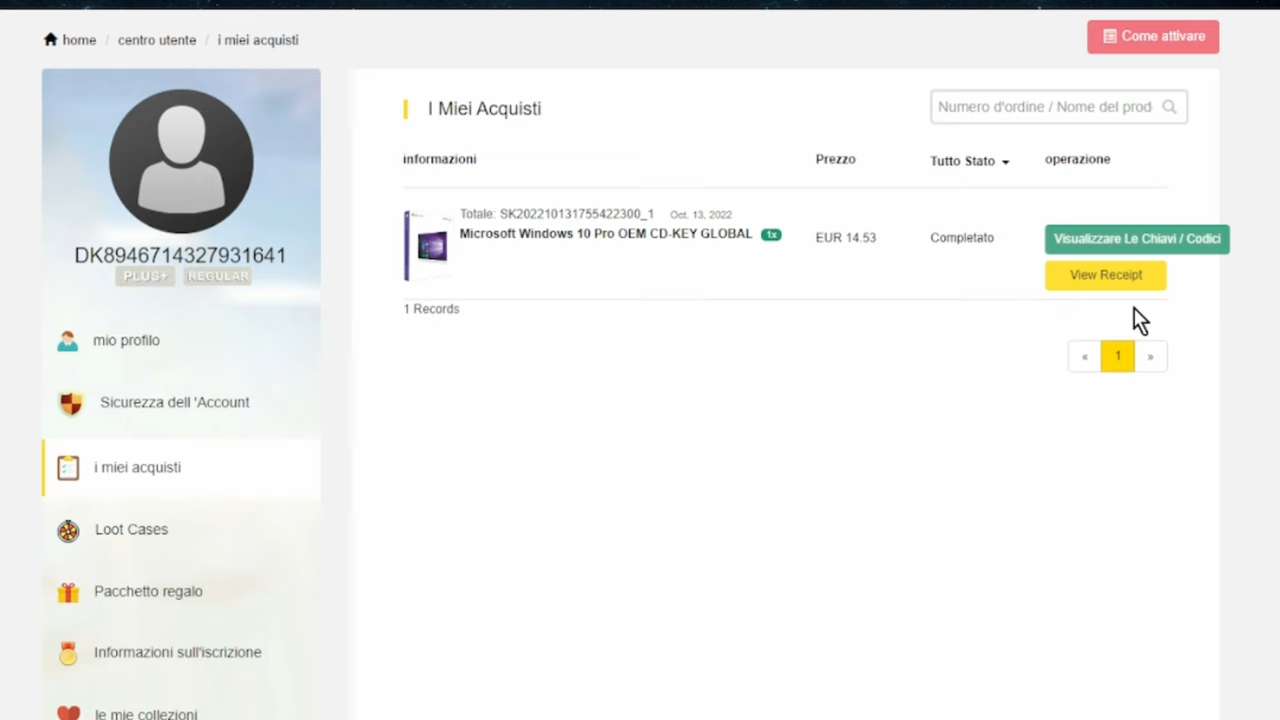 home / centro utente / i miei acquisti
Come attivare
DK8946714327931641
PLUS+ REGULAR
mio profilo
Sicurezza dell 'Account
i miei acquisti
Loot Cases
Pacchetto regalo
Informazioni sull'iscrizione
le mie collezioni
I Miei Acquisti
Numero d'ordine / Nome del prod
informazioni Prezzo Tutto Stato operazione
Totale: SK202210131755422300_1 Oct. 13, 2022
Microsoft Windows 10 Pro OEM CD-KEY GLOBAL 1x
EUR 14.53
Completato
Visualizzare Le Chiavi / Codici
View Receipt
1 Records
« 1 »